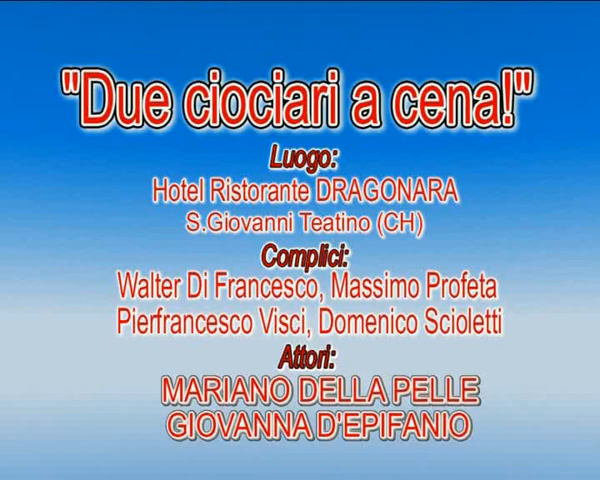 "Due ciociari a cena!"
Luogo:
Hotel Ristorante DRAGONARA
S.Giovanni Teatino (CH)
Complici:
Walter Di Francesco, Massimo Profeta
Pierfrancesco Visci, Domenico Scioletti
Attori:
MARIANO DELLA PELLE
GIOVANNA D'EPIFANIO